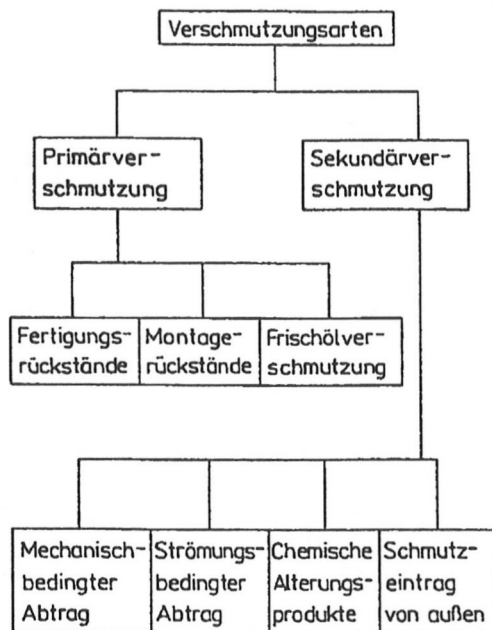 Verschmutzungsarten
Primärver-
schmutzung
Sekundärver-
schmutzung
Fertigungs-
rückstände
Montage-
rückstände
Frischölver-
schmutzung
Mechanisch-
bedingter
Abtrag
Strömungs-
bedingter
Abtrag
Chemische
Alterungs-
produkte
Schmutz-
eintrag
von außen